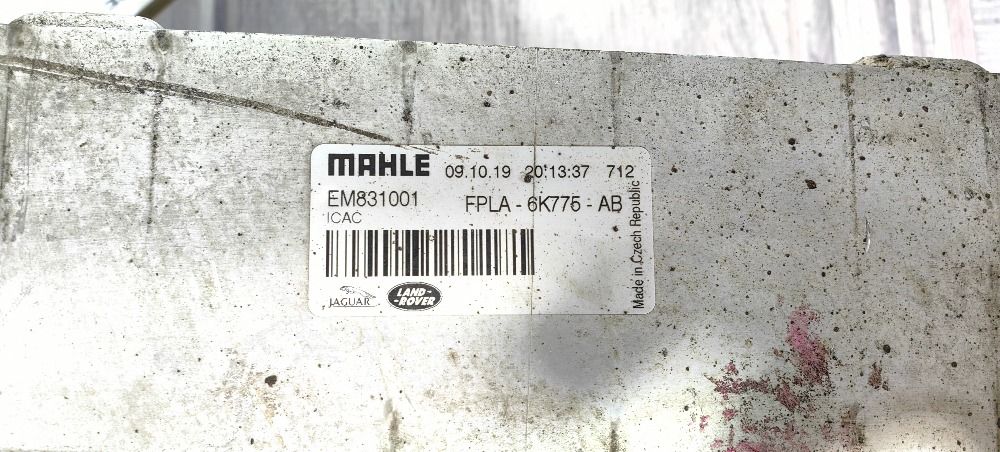 MAHLE 09.10.19 20:13:37 712
EM831001 FPLA - 6K775 - AB
ICAC
JAGUAR LAND-
-ROVER
Made in Czech Republic